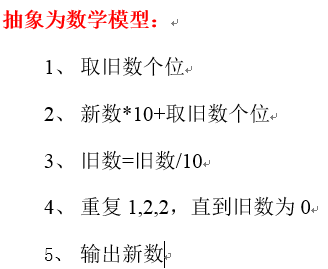 抽象为数学模型：
1、 取旧数个位
2、 新数*10+取旧数个位
3、 旧数=旧数/10
4、 重复 1,2,2，直到旧数为 0
5、 输出新数